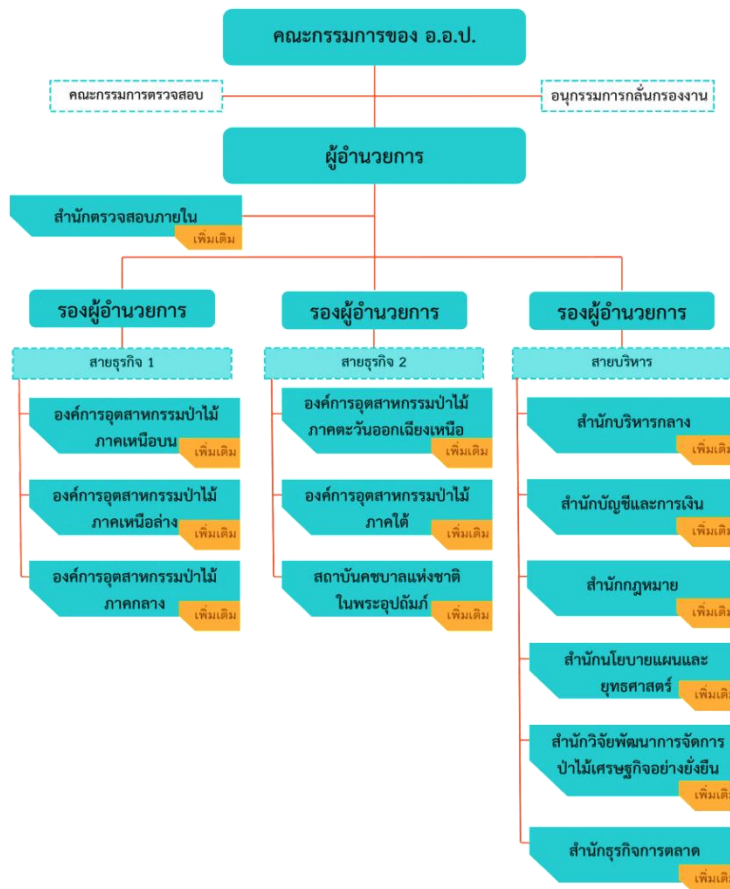 คณะกรรมการของ อ.อ.ป.
คณะกรรมการตรวจสอบ
อนุกรรมการกลั่นกรองงาน
ผู้อำนวยการ
สำนักตรวจสอบภายใน
เพิ่มเติม
รองผู้อำนวยการ
สายธุรกิจ 1
องค์การอุตสาหกรรมป่าไม้
ภาคเหนือบน
เพิ่มเติม
องค์การอุตสาหกรรมป่าไม้
ภาคเหนือล่าง
เพิ่มเติม
องค์การอุตสาหกรรมป่าไม้
ภาคกลาง
เพิ่มเติม
รองผู้อำนวยการ
สายธุรกิจ 2
องค์การอุตสาหกรรมป่าไม้
ภาคตะวันออกเฉียงเหนือ
เพิ่มเติม
องค์การอุตสาหกรรมป่าไม้
ภาคใต้
เพิ่มเติม
สถาบันคชบาลแห่งชาติ
ในพระอุปถัมภ์
เพิ่มเติม
รองผู้อำนวยการ
สายบริหาร
สำนักบริหารกลาง
เพิ่มเติม
สำนักบัญชีและการเงิน
เพิ่มเติม
สำนักกฎหมาย
เพิ่มเติม
สำนักนโยบายแผนและ
ยุทธศาสตร์
เพิ่มเติม
สำนักวิจัยพัฒนาการจัดการ
ป่าไม้เศรษฐกิจอย่างยั่งยืน
เพิ่มเติม
สำนักธุรกิจการตลาด
เพิ่มเติม